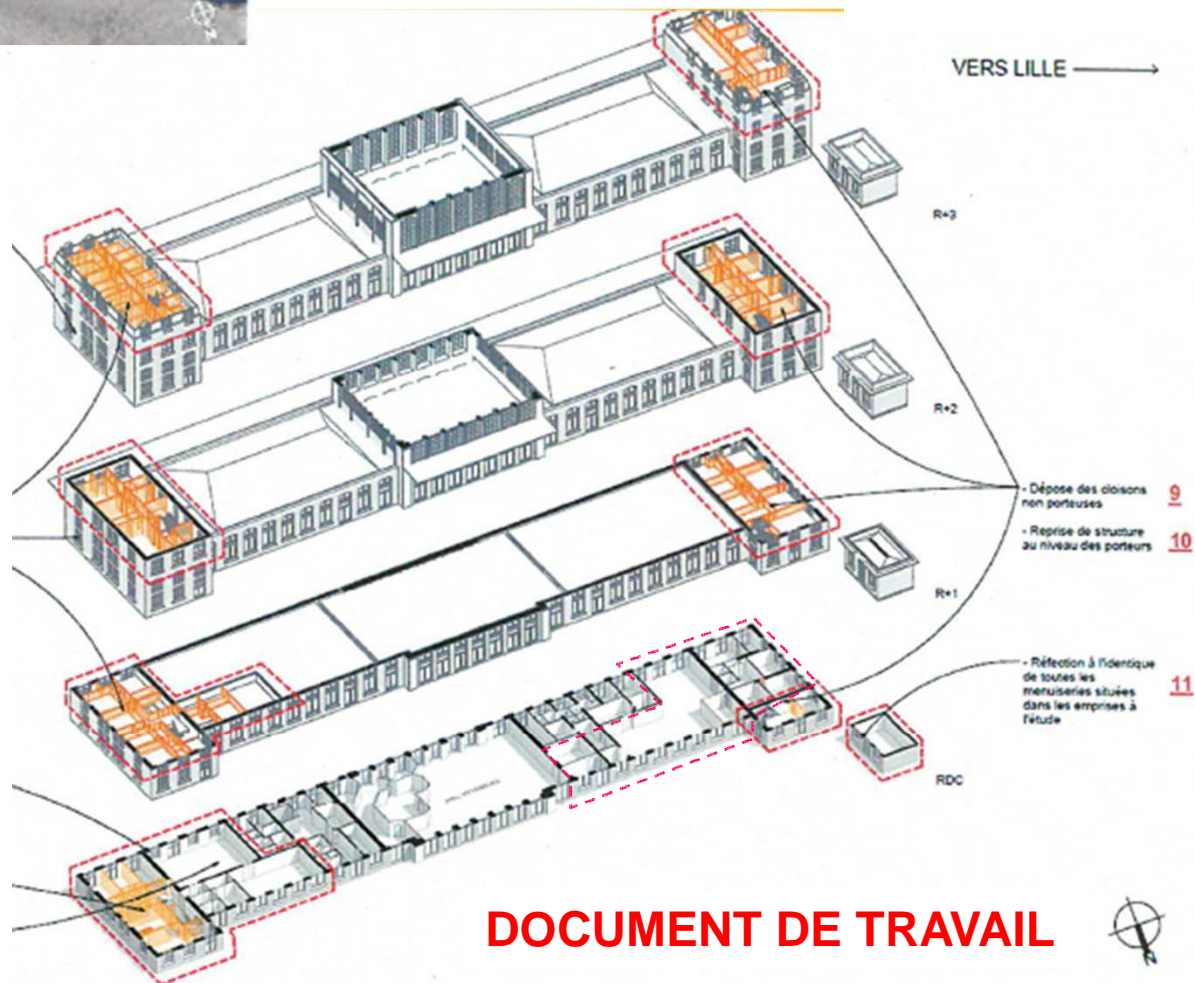 N
VERS LILLE
R+3
R+2
- Dépose des cloisons
non porteuses
9
- Reprise de structure
au niveau des porteurs
10
R+1
- Réfection à l'identique
de toutes les
menuiseries situées
dans les emprises à
l'étude
11
RDC
DOCUMENT DE TRAVAIL
N